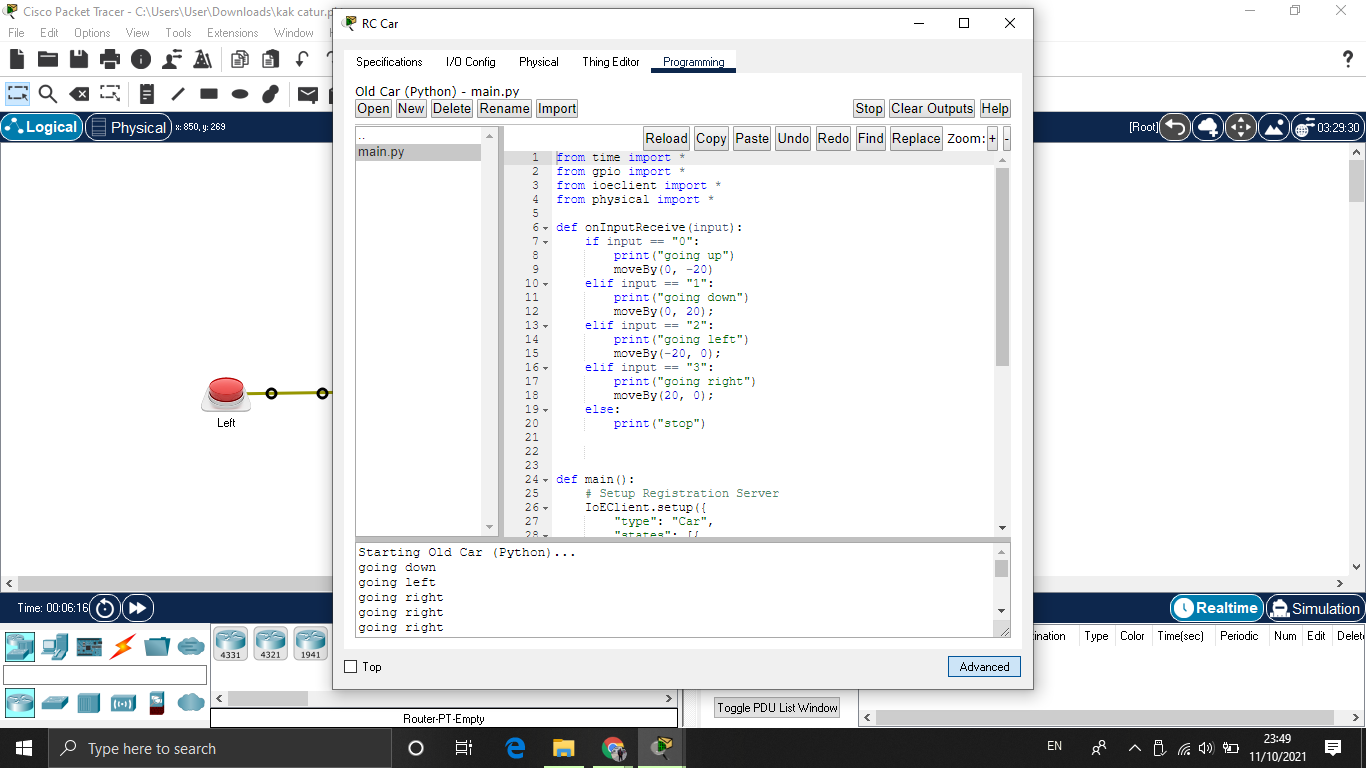 Cisco Packet Tracer - C:\Users\User\Downloads\kak catur.p
File Edit Options View Tools Extensions Window
RC Car
Specifications I/O Config Physical Thing Editor Programming
Old Car (Python) - main.py
Open New Delete Rename Import Stop Clear Outputs Help
Logical Physical x: 850, y: 269 [Root] 03:29:30
Reload Copy Paste Undo Redo Find Replace Zoom: + -
..
main.py
1 from time import *
2 from gpio import *
3 from ioeclient import *
4 from physical import *
5
6 def onInputReceive(input):
7 if input == "0":
8 print("going up")
9 moveBy(0, -20)
10 elif input == "1":
11 print("going down")
12 moveBy(0, 20);
13 elif input == "2":
14 print("going left")
15 moveBy(-20, 0);
16 elif input == "3":
17 print("going right")
18 moveBy(20, 0);
19 else:
20 print("stop")
21
22
23
24 def main():
25 # Setup Registration Server
26 IoEClient.setup({
27 "type": "Car",
28 "states": [{
Left
Starting Old Car (Python)...
going down
going left
going right
going right
going right
Top Advanced
Time: 00:06:16 Realtime Simulation
4331 4321 1941
ination Type Color Time(sec) Periodic Num Edit Delet
Router-PT-Empty
Toggle PDU List Window
Type here to search
EN
23:49
11/10/2021